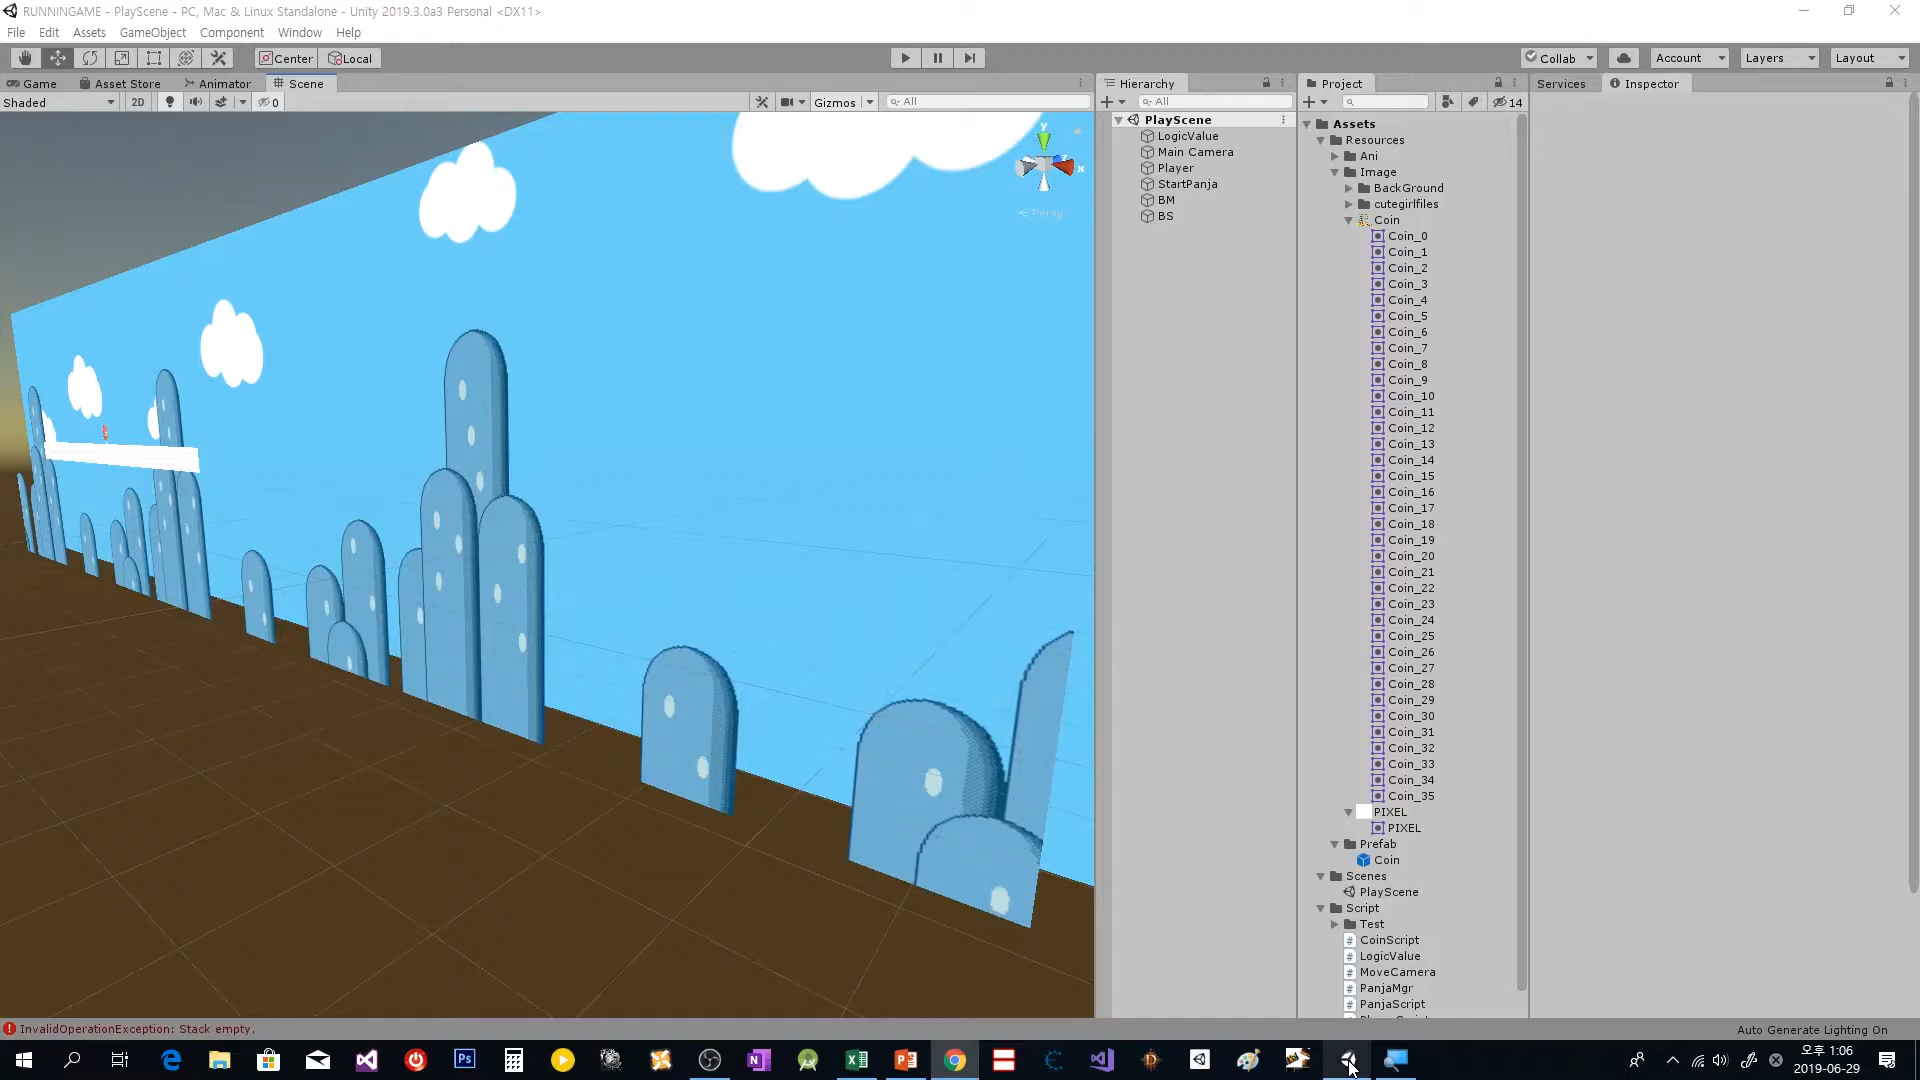 RUNNINGAME - PlayScene - PC, Mac & Linux Standalone - Unity 2019.3.0a3 Personal <DX11>
File Edit Assets GameObject Component Window Help
Center Local Collab Account Layers Layout
Game Asset Store Animator Scene Hierarchy Project Services Inspector
Shaded 2D 0 Gizmos All All 14
y
x
Persp
PlayScene
LogicValue
Main Camera
Player
StartPanja
BM
BS
Assets
Resources
Ani
Image
BackGround
cutegirlfiles
Coin
Coin_0
Coin_1
Coin_2
Coin_3
Coin_4
Coin_5
Coin_6
Coin_7
Coin_8
Coin_9
Coin_10
Coin_11
Coin_12
Coin_13
Coin_14
Coin_15
Coin_16
Coin_17
Coin_18
Coin_19
Coin_20
Coin_21
Coin_22
Coin_23
Coin_24
Coin_25
Coin_26
Coin_27
Coin_28
Coin_29
Coin_30
Coin_31
Coin_32
Coin_33
Coin_34
Coin_35
PIXEL
PIXEL
Prefab
Coin
Scenes
PlayScene
Script
Test
CoinScript
LogicValue
MoveCamera
PanjaMgr
PanjaScript
InvalidOperationException: Stack empty.
Auto Generate Lighting On
Ps
오후 1:06
2019-06-29